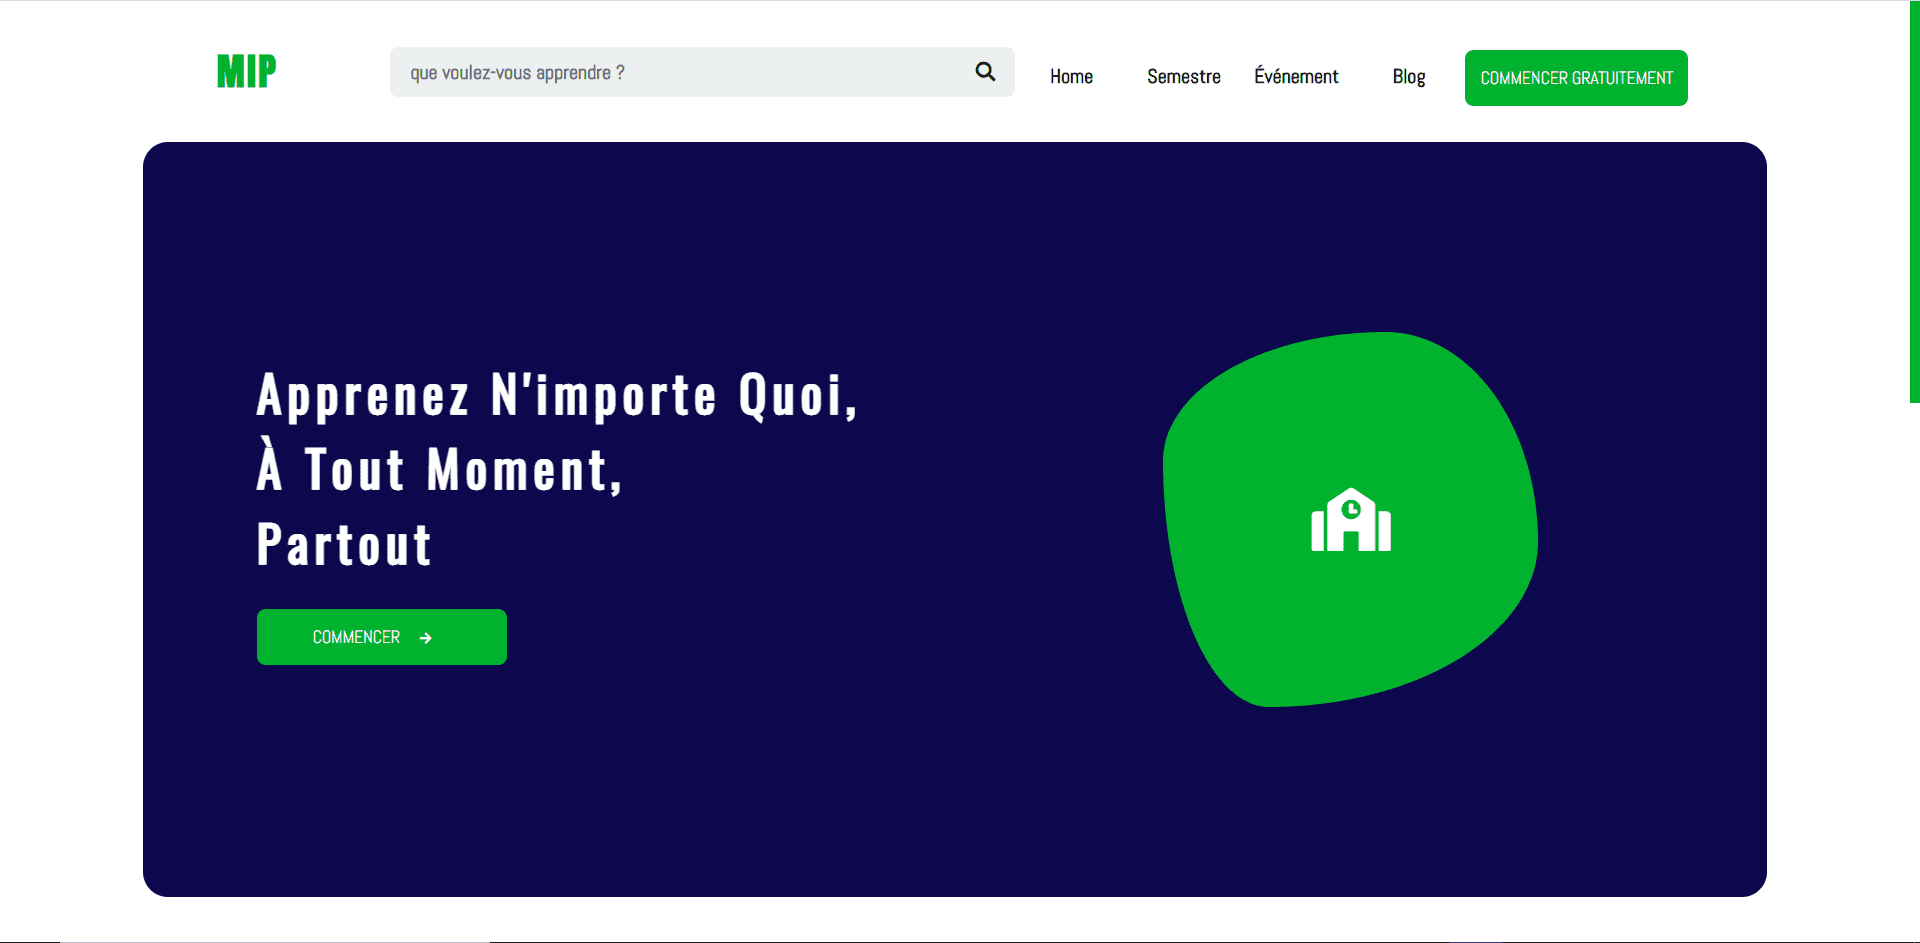 MIP
que voulez-vous apprendre ?
Home
Semestre
Événement
Blog
COMMENCER GRATUITEMENT
Apprenez N'importe Quoi,
À Tout Moment,
Partout
COMMENCER